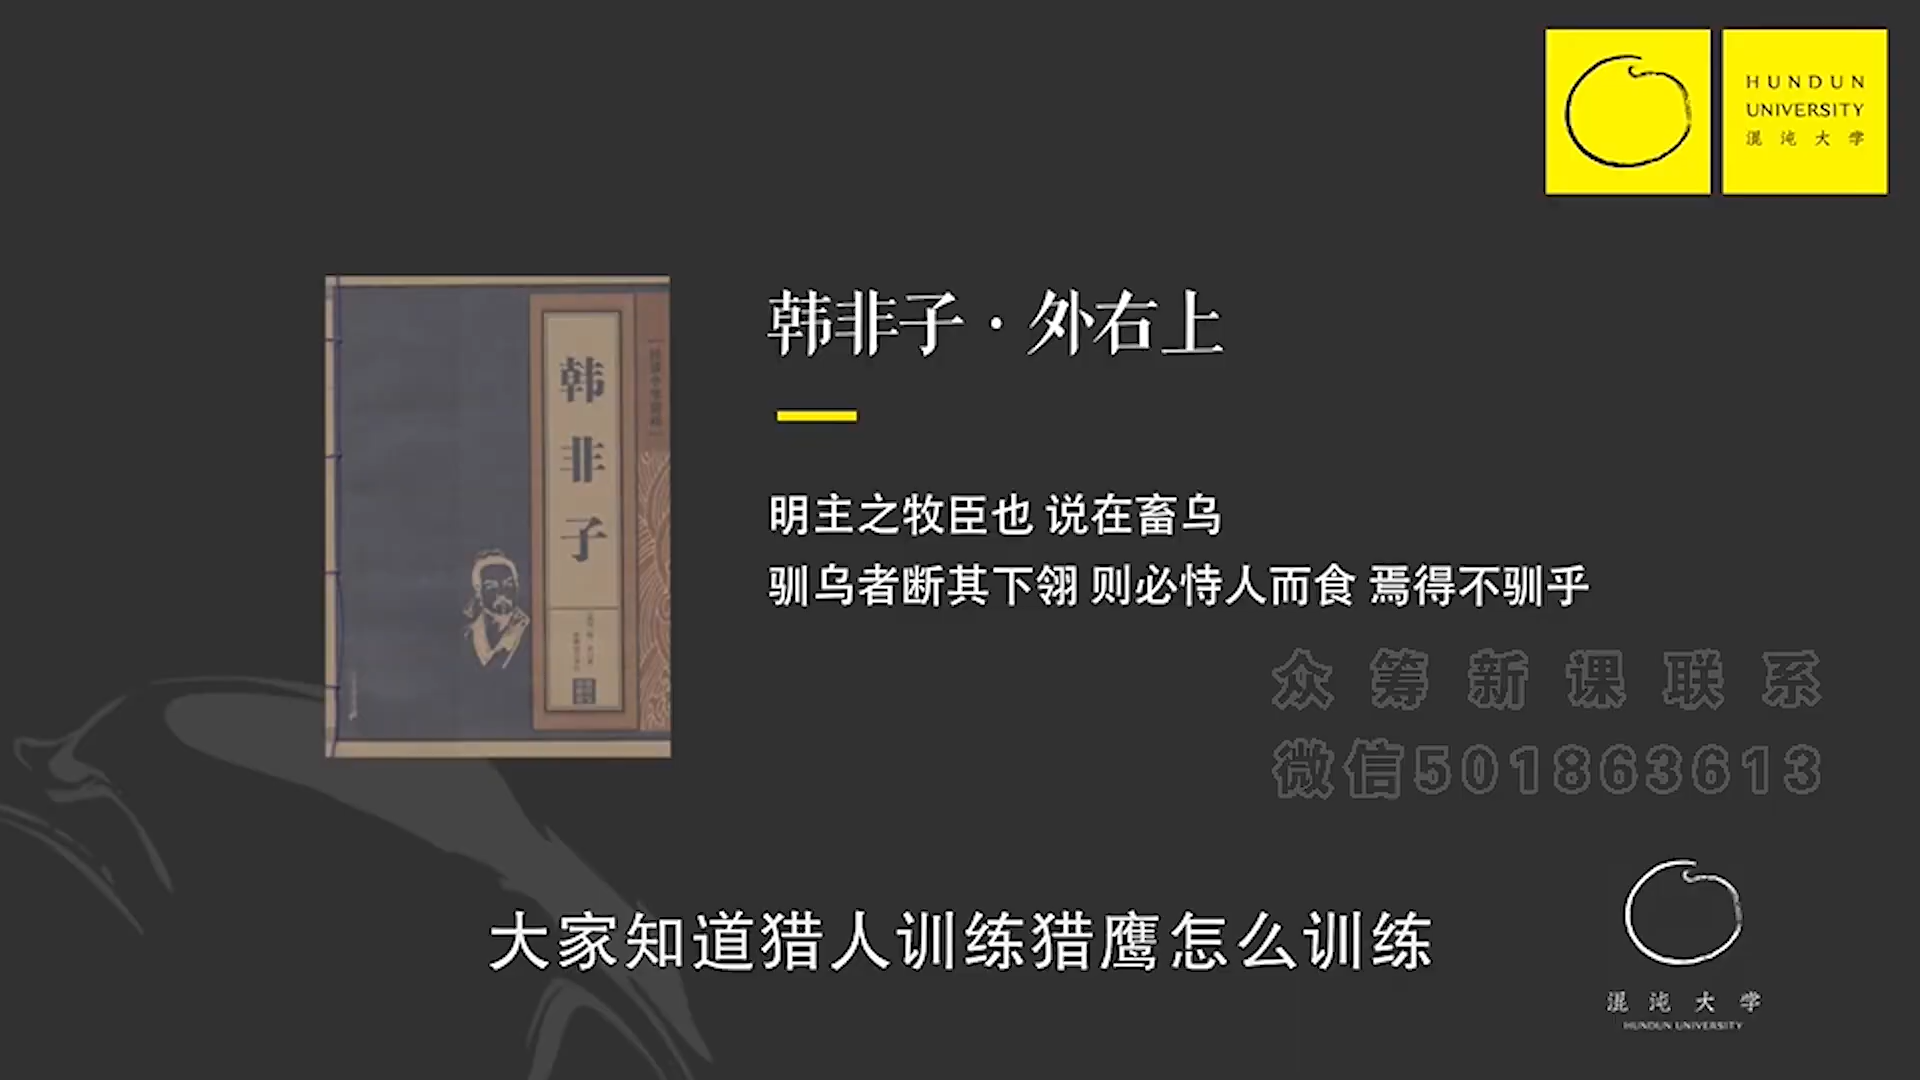 HUNDUN
UNIVERSITY
混沌大学
韩非子·外右上
韩
非
子
明主之牧臣也 说在畜乌
驯乌者断其下翎 则必恃人而食 焉得不驯乎
众筹新课联系
微信501863613
大家知道猎人训练猎鹰怎么训练
混沌大学
HUNDUN UNIVERSITY